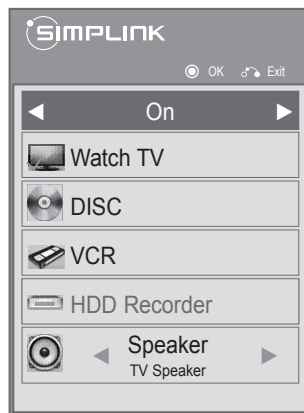 SIMPLINK
OK Exit
On
Watch TV
DISC
VCR
HDD Recorder
Speaker
TV Speaker